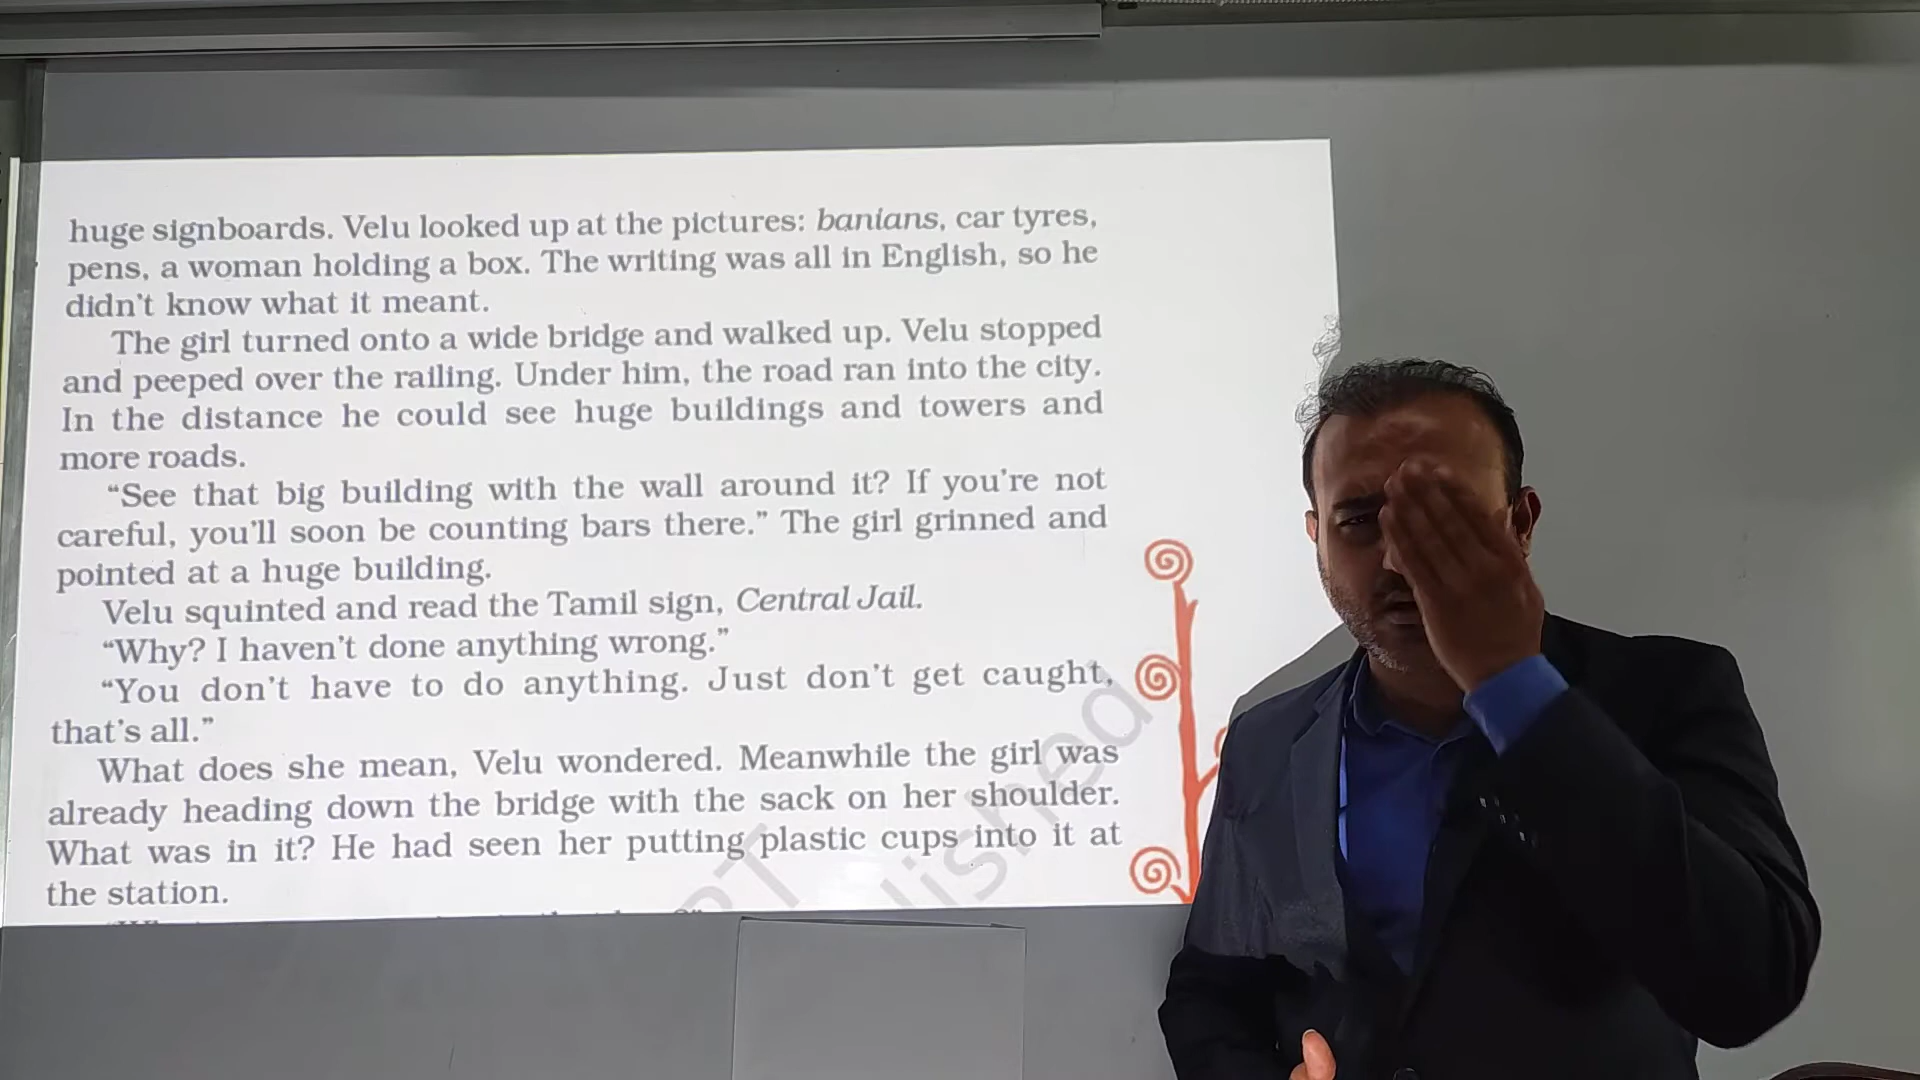 huge signboards. Velu looked up at the pictures: banians, car tyres,
pens, a woman holding a box. The writing was all in English, so he
didn't know what it meant.
The girl turned onto a wide bridge and walked up. Velu stopped
and peeped over the railing. Under him, the road ran into the city.
In the distance he could see huge buildings and towers and
more roads.
“See that big building with the wall around it? If you're not
careful, you'll soon be counting bars there.” The girl grinned and
pointed at a huge building.
Velu squinted and read the Tamil sign, Central Jail.
“Why? I haven't done anything wrong.”
“You don't have to do anything. Just don't get caught,
that's all.”
What does she mean, Velu wondered. Meanwhile the girl was
already heading down the bridge with the sack on her shoulder.
What was in it? He had seen her putting plastic cups into it at
the station.